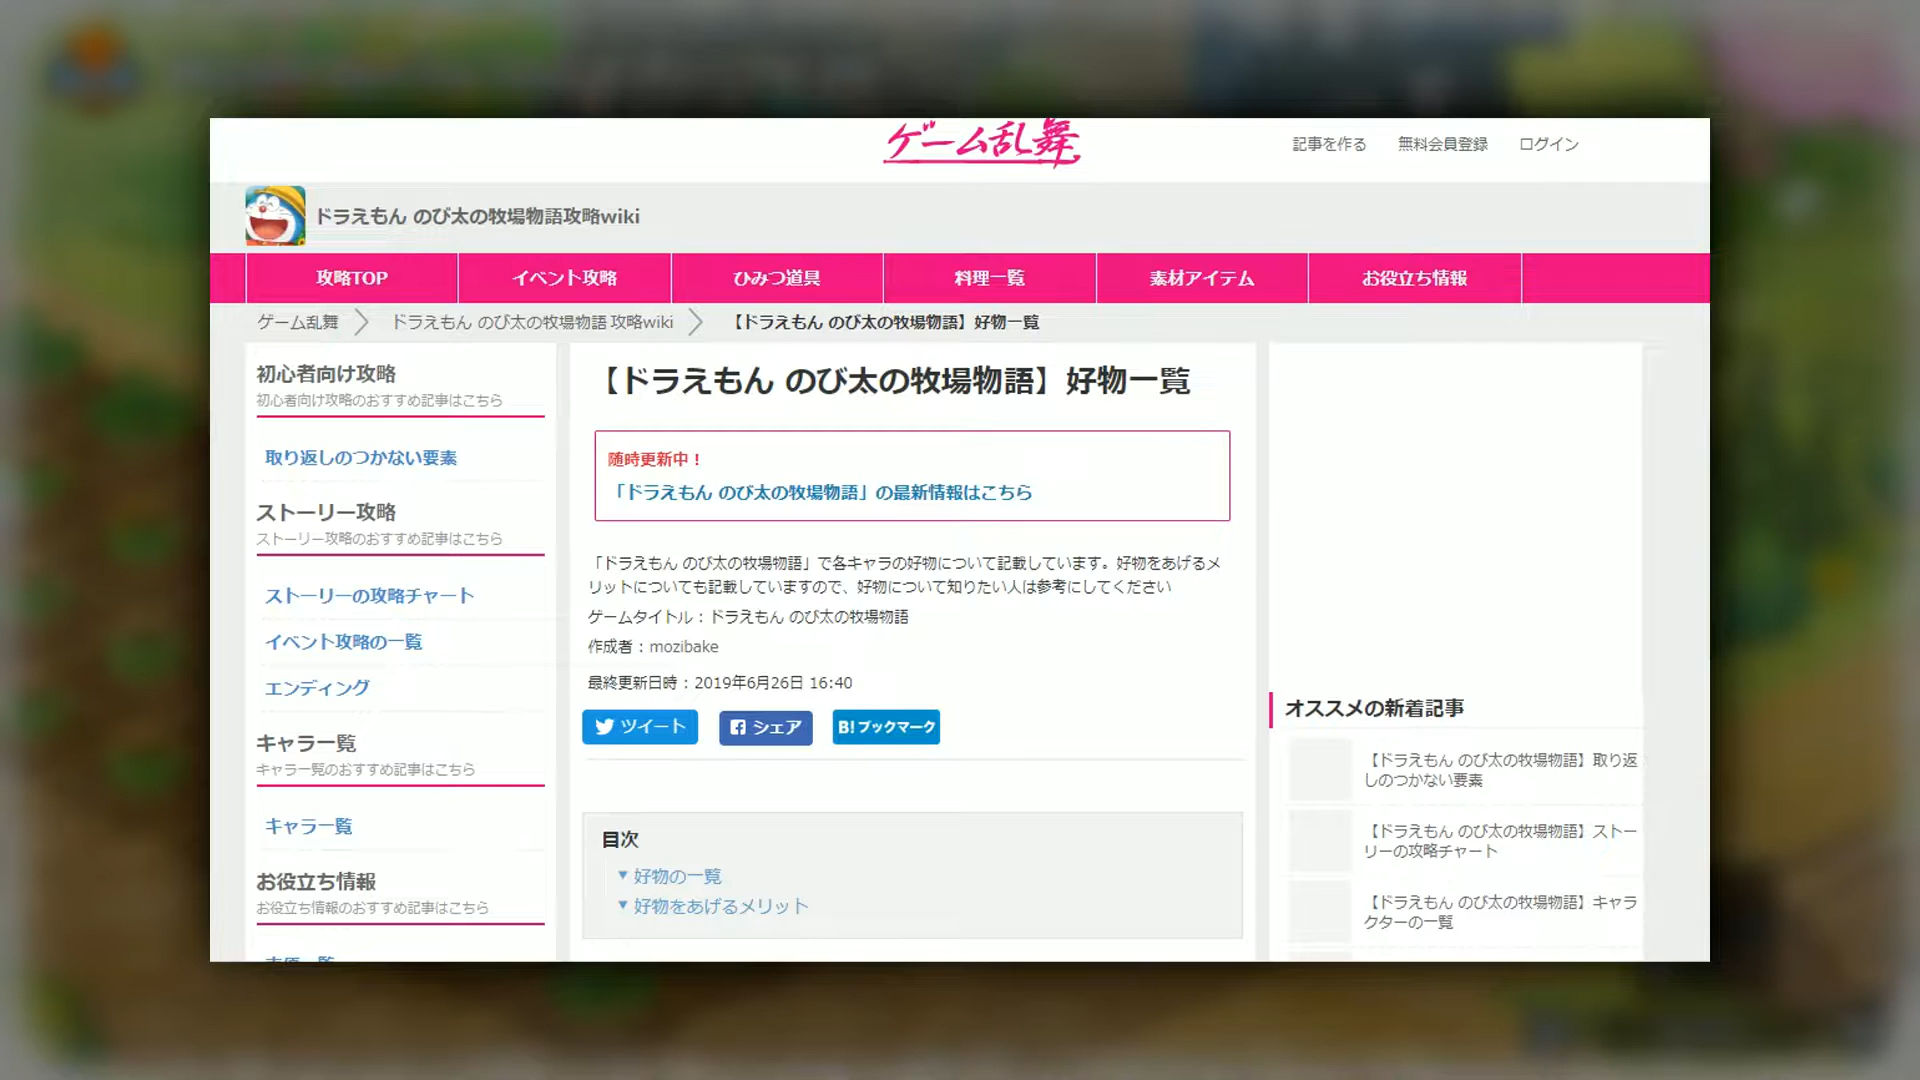 ゲーム乱舞
記事を作る 無料会員登録 ログイン
ドラえもん のび太の牧場物語攻略wiki
攻略TOP イベント攻略 ひみつ道具 料理一覧 素材アイテム お役立ち情報
ゲーム乱舞 ドラえもん のび太の牧場物語 攻略wiki 【ドラえもん のび太の牧場物語】好物一覧
初心者向け攻略
初心者向け攻略のおすすめ記事はこちら
取り返しのつかない要素
ストーリー攻略
ストーリー攻略のおすすめ記事はこちら
ストーリーの攻略チャート
イベント攻略の一覧
エンディング
キャラ一覧
キャラ一覧のおすすめ記事はこちら
キャラ一覧
お役立ち情報
お役立ち情報のおすすめ記事はこちら
【ドラえもん のび太の牧場物語】好物一覧
随時更新中！
「ドラえもん のび太の牧場物語」の最新情報はこちら
「ドラえもん のび太の牧場物語」で各キャラの好物について記載しています。好物をあげるメ
リットについても記載していますので、好物について知りたい人は参考にしてください
ゲームタイトル : ドラえもん のび太の牧場物語
作成者 : mozibake
最終更新日時 : 2019年6月26日 16:40
ツイート シェア B!ブックマーク
目次
▼好物の一覧
▼好物をあげるメリット
オススメの新着記事
【ドラえもん のび太の牧場物語】取り返
しのつかない要素
【ドラえもん のび太の牧場物語】ストー
リーの攻略チャート
【ドラえもん のび太の牧場物語】キャラ
クターの一覧